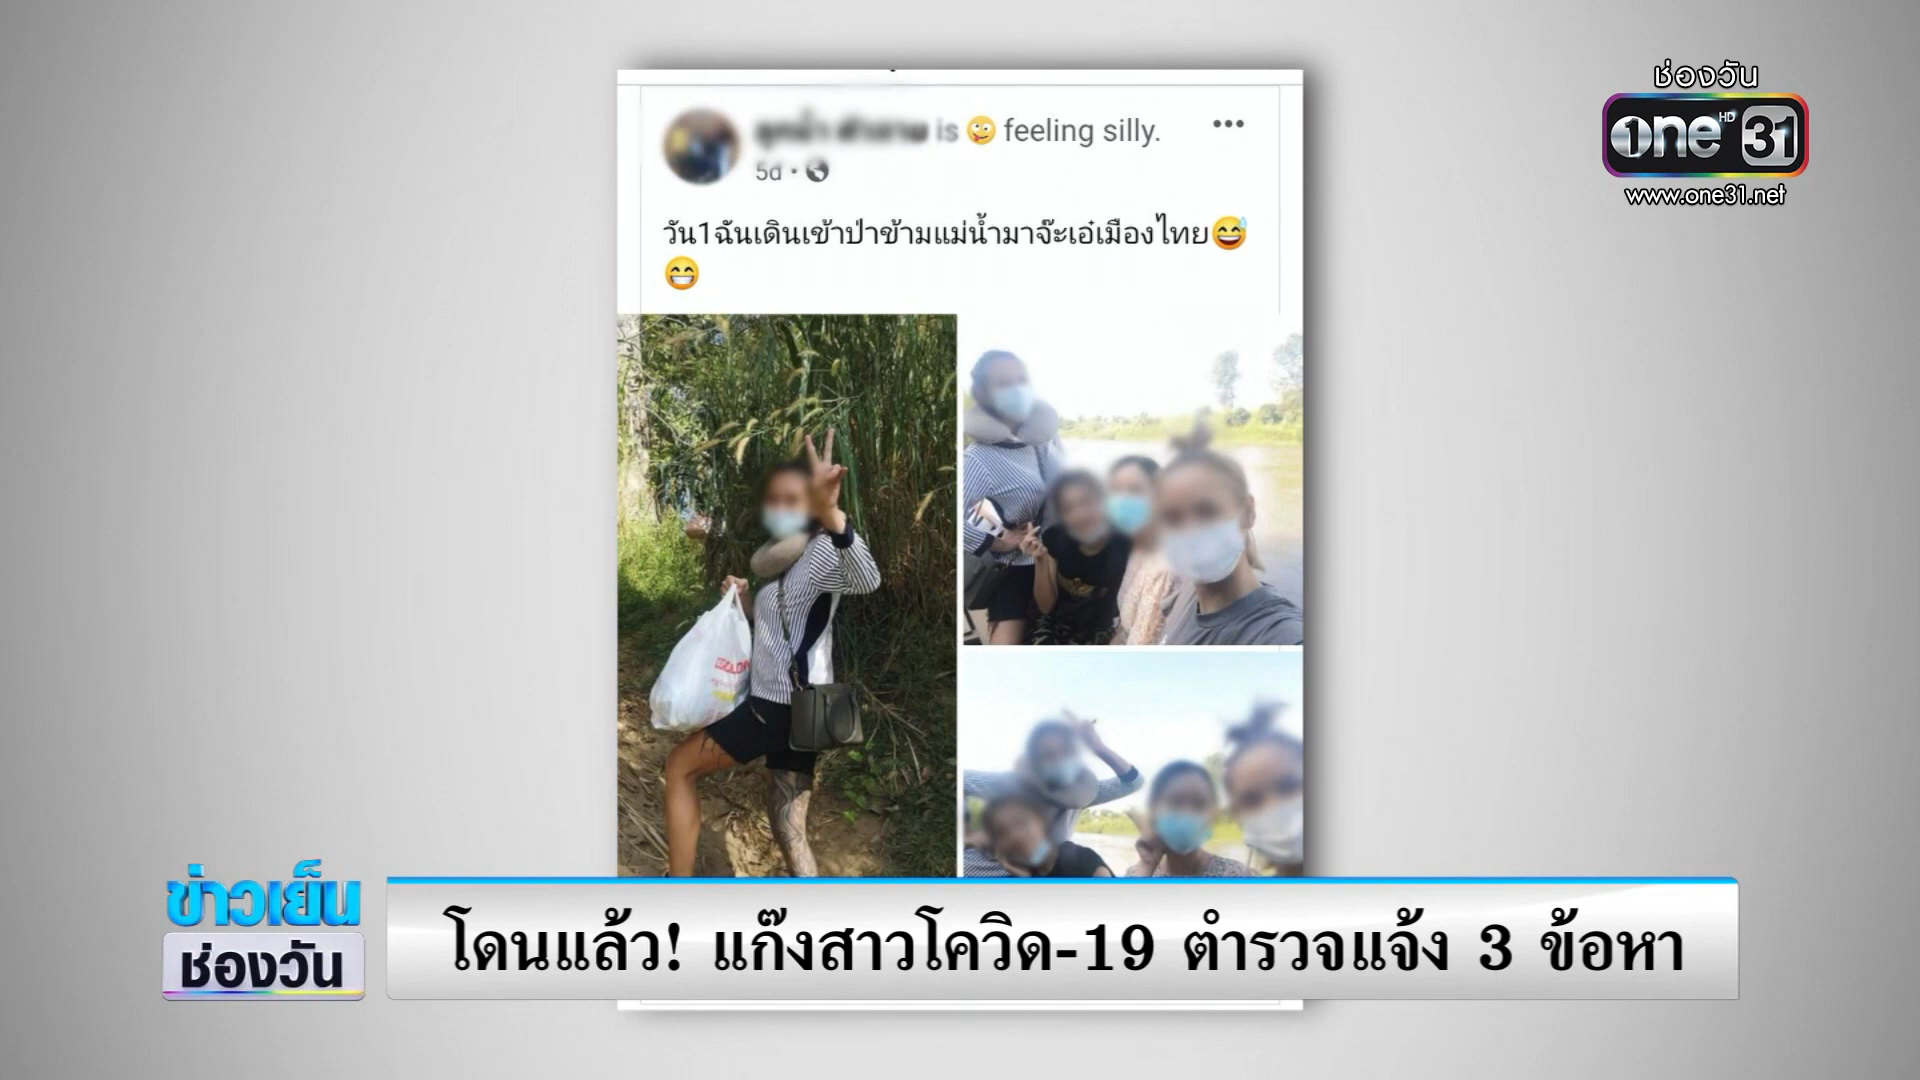 ช่องวัน
one HD 31
www.one31.net
is 🤪 feeling silly.
5d
วัน1ฉันเดินเข้าป่าข้ามแม่น้ำมาจ๊ะเอ๋เมืองไทย😅
😁
ข่าวเย็น
ช่องวัน
โดนแล้ว! แก๊งสาวโควิด-19 ตำรวจแจ้ง 3 ข้อหา